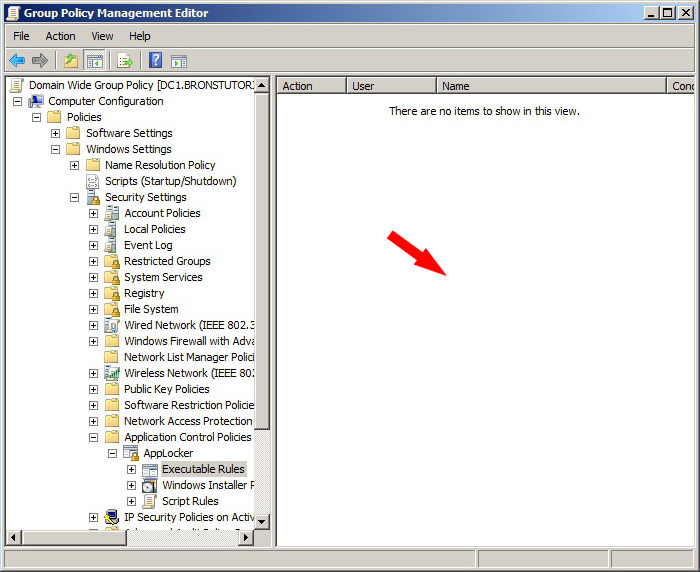 Group Policy Management Editor
File Action View Help
Domain Wide Group Policy [DC1.BRONSTUTORI
Computer Configuration
Policies
Software Settings
Windows Settings
Name Resolution Policy
Scripts (Startup/Shutdown)
Security Settings
Account Policies
Local Policies
Event Log
Restricted Groups
System Services
Registry
File System
Wired Network (IEEE 802.3
Windows Firewall with Adva
Network List Manager Polici
Wireless Network (IEEE 802
Public Key Policies
Software Restriction Policie
Network Access Protection
Application Control Policies
AppLocker
Executable Rules
Windows Installer R
Script Rules
IP Security Policies on Activ
Action User Name Cond
There are no items to show in this view.